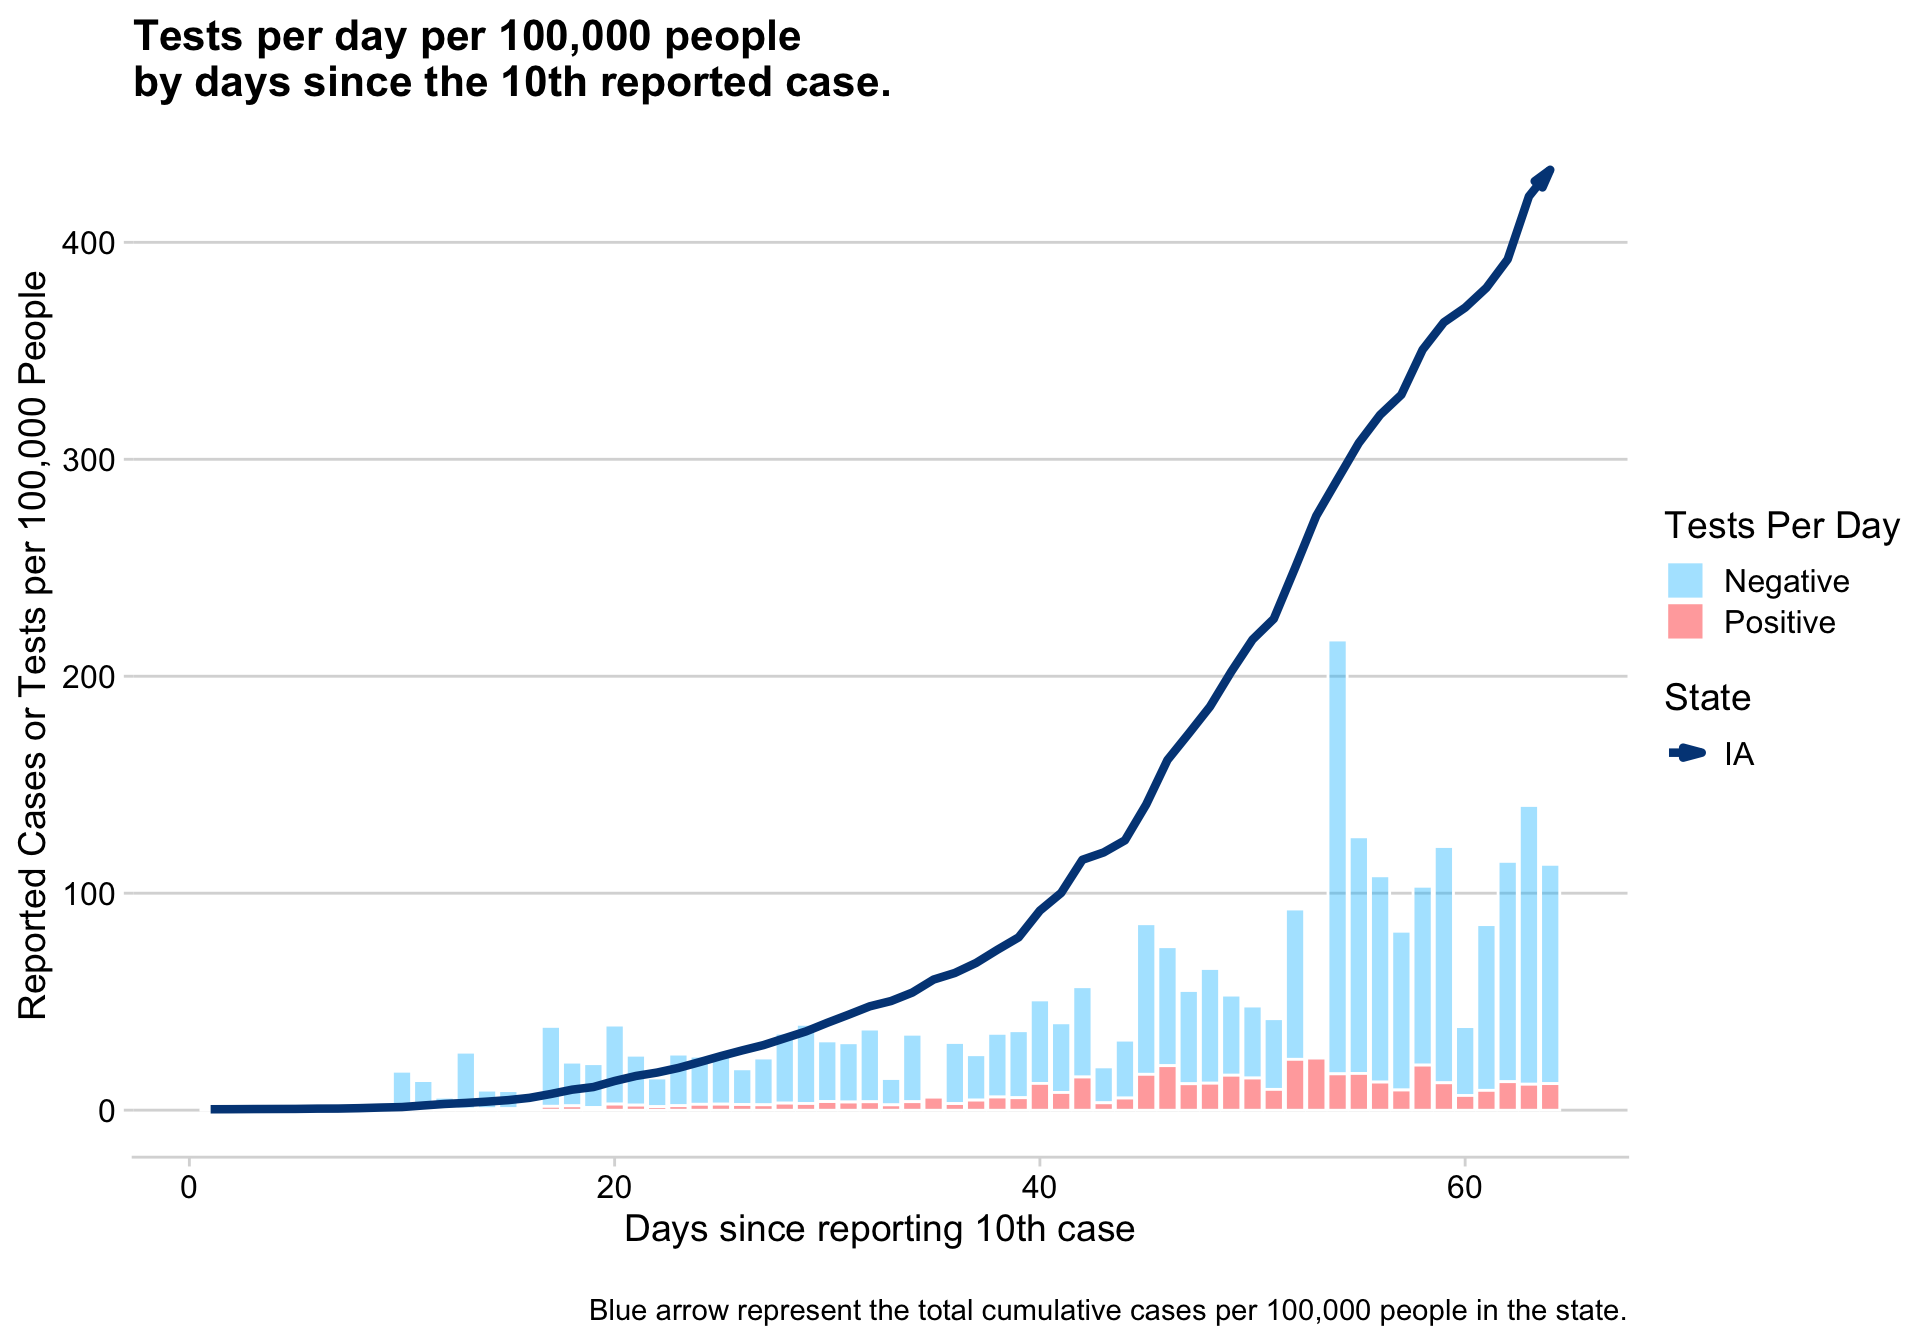 Tests per day per 100,000 people
by days since the 10th reported case.
Reported Cases or Tests per 100,000 People
400
300
200
100
0
0
20
40
60
Days since reporting 10th case
Tests Per Day
Negative
Positive
State
IA
Blue arrow represent the total cumulative cases per 100,000 people in the state.